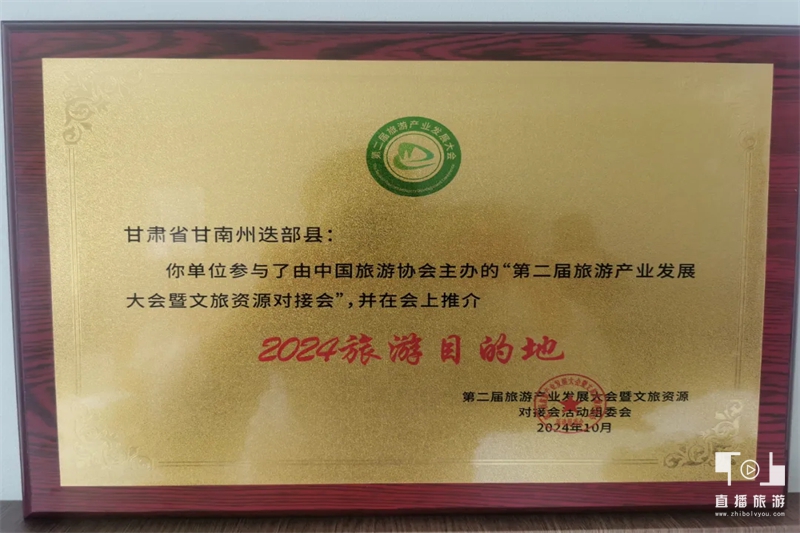 第二届旅游产业发展大会
甘肃省甘南州迭部县：
你单位参与了由中国旅游协会主办的“第二届旅游产业发展
大会暨文旅资源对接会”，并在会上推介
2024旅游目的地
第二届旅游产业发展大会暨文旅资源
对接会活动组委会
2024年10月
直播旅游
www.zhibolvyou.com